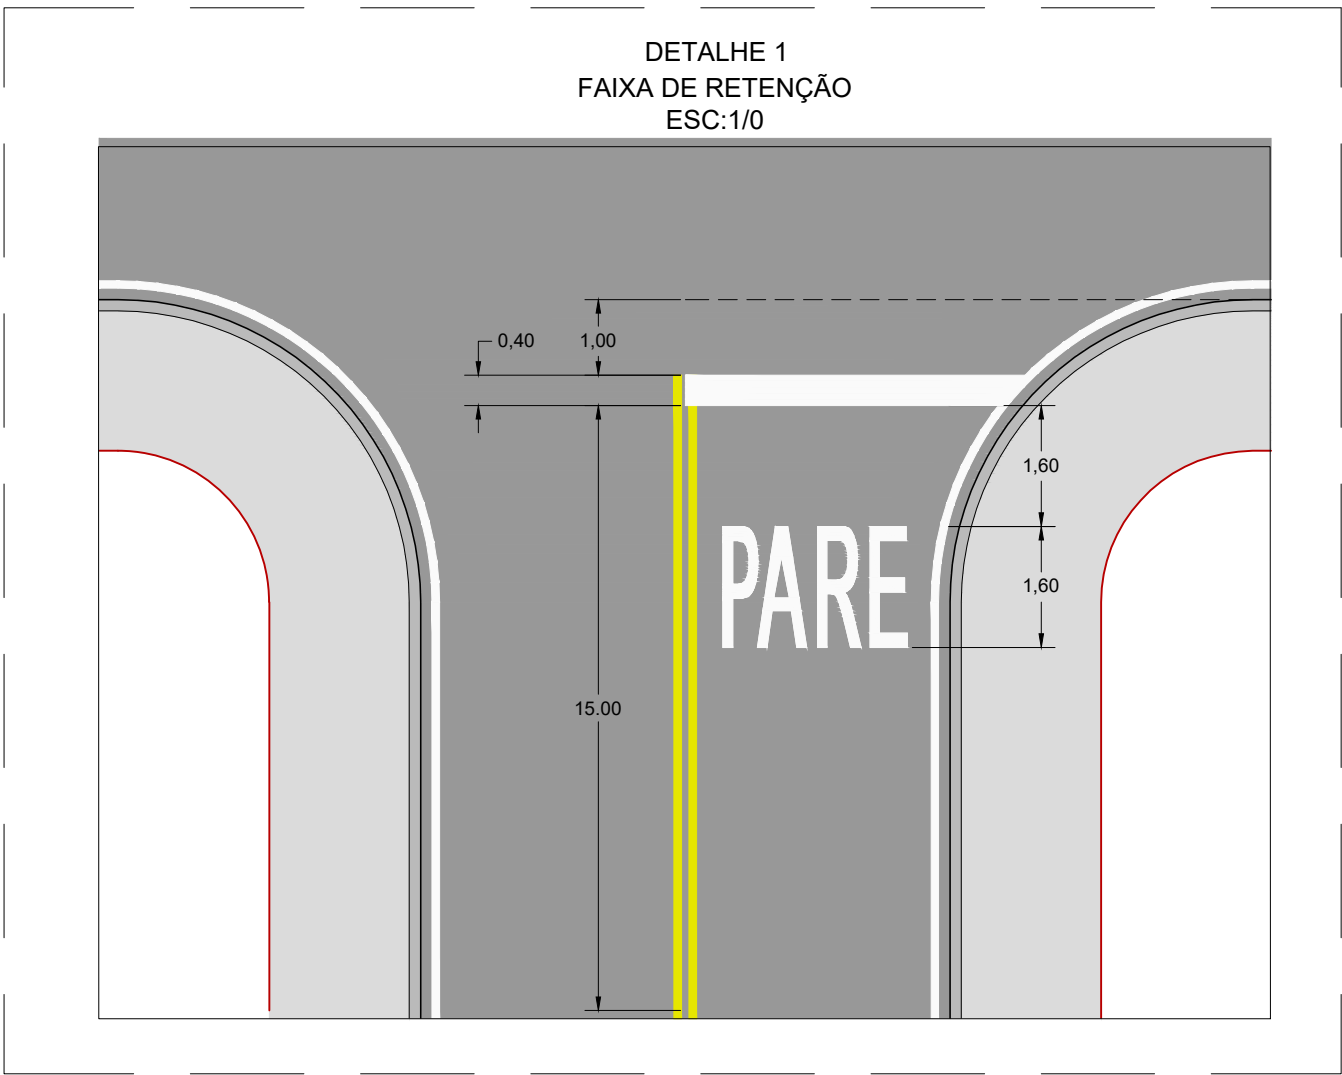 DETALHE 1
FAIXA DE RETENÇÃO
ESC:1/0
0,40
1,00
1,60
PARE
1,60
15.00